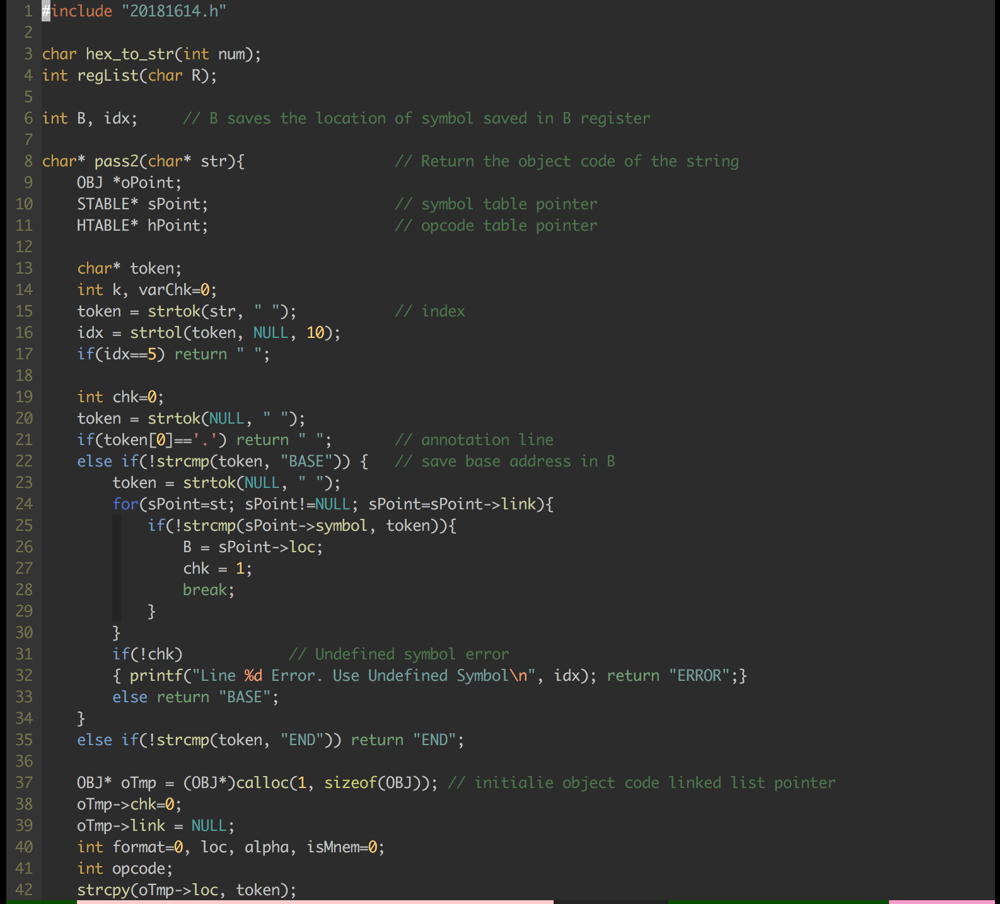 1 #include "20181614.h"
2
3 char hex_to_str(int num);
4 int regList(char R);
5
6 int B, idx;     // B saves the location of symbol saved in B register
7
8 char* pass2(char* str){                 // Return the object code of the string
9     OBJ *oPoint;
10     STABLE* sPoint;                     // symbol table pointer
11     HTABLE* hPoint;                     // opcode table pointer
12
13     char* token;
14     int k, varChk=0;
15     token = strtok(str, " ");           // index
16     idx = strtol(token, NULL, 10);
17     if(idx==5) return " ";
18
19     int chk=0;
20     token = strtok(NULL, " ");
21     if(token[0]=='.') return " ";       // annotation line
22     else if(!strcmp(token, "BASE")) {   // save base address in B
23         token = strtok(NULL, " ");
24         for(sPoint=st; sPoint!=NULL; sPoint=sPoint->link){
25             if(!strcmp(sPoint->symbol, token)){
26                 B = sPoint->loc;
27                 chk = 1;
28                 break;
29             }
30         }
31         if(!chk)            // Undefined symbol error
32         { printf("Line %d Error. Use Undefined Symbol\n", idx); return "ERROR";}
33         else return "BASE";
34     }
35     else if(!strcmp(token, "END")) return "END";
36
37     OBJ* oTmp = (OBJ*)calloc(1, sizeof(OBJ)); // initialie object code linked list pointer
38     oTmp->chk=0;
39     oTmp->link = NULL;
40     int format=0, loc, alpha, isMnem=0;
41     int opcode;
42     strcpy(oTmp->loc, token);